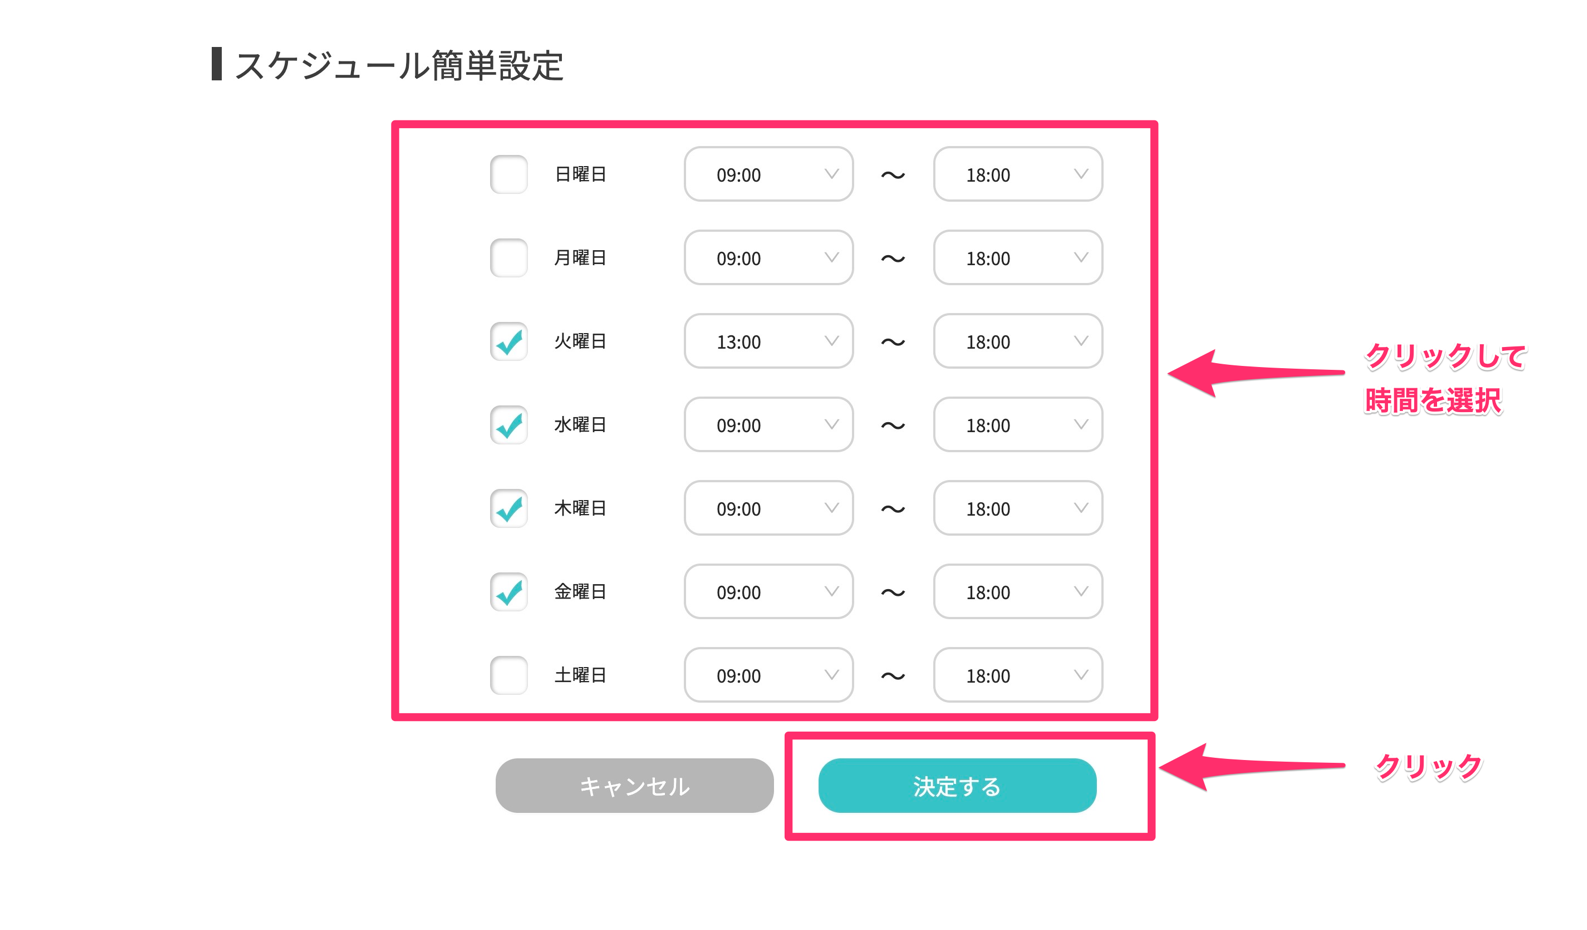 スケジュール簡単設定
日曜日 09:00 〜 18:00
月曜日 09:00 〜 18:00
火曜日 13:00 〜 18:00
水曜日 09:00 〜 18:00
木曜日 09:00 〜 18:00
金曜日 09:00 〜 18:00
土曜日 09:00 〜 18:00
クリックして
時間を選択
キャンセル 決定する
クリック